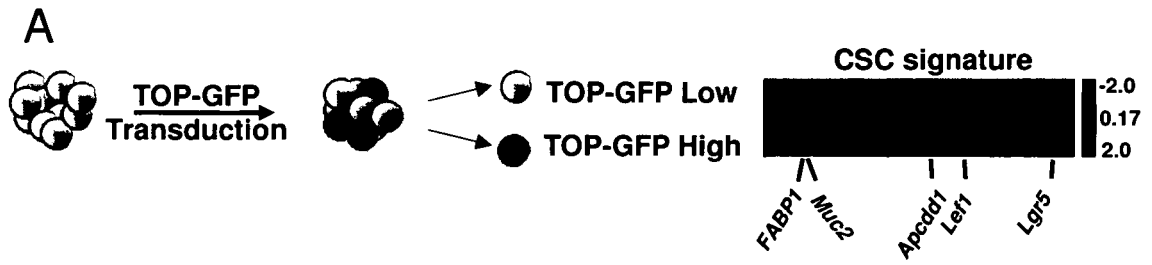 A
TOP-GFP
Transduction
TOP-GFP Low
TOP-GFP High
CSC signature
-2.0
0.17
2.0
FABP1
Muc2
Apcdd1
Lef1
Lgr5